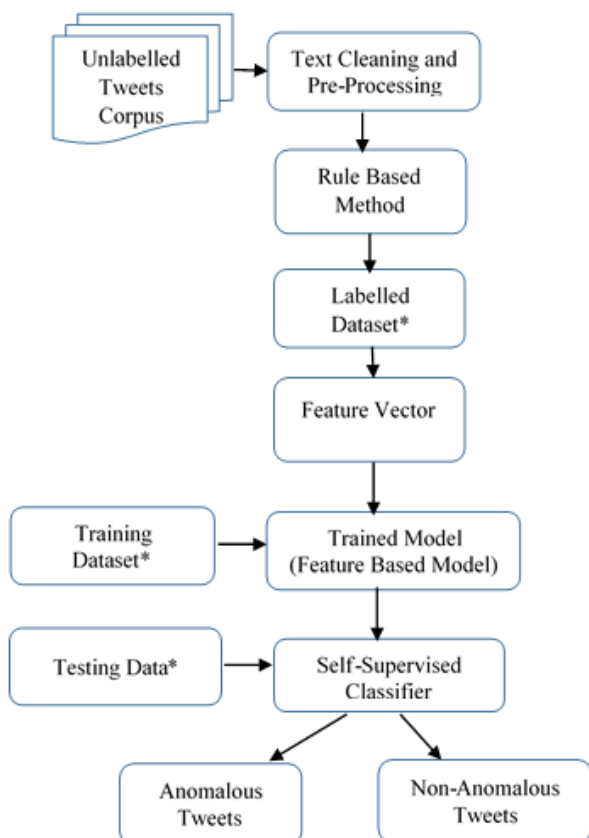 Unlabelled
Tweets
Corpus
Text Cleaning and
Pre-Processing
Rule Based
Method
Labelled
Dataset*
Feature Vector
Training
Dataset*
Trained Model
(Feature Based Model)
Testing Data*
Self-Supervised
Classifier
Anomalous
Tweets
Non-Anomalous
Tweets